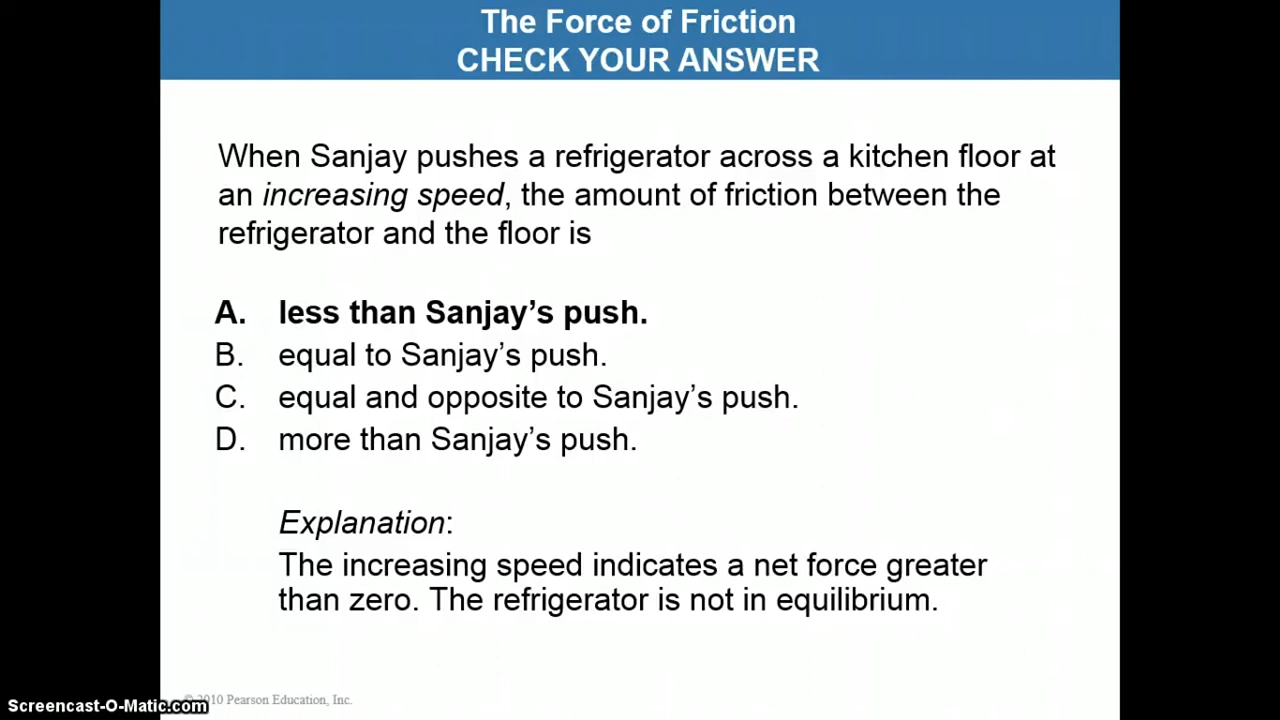 The Force of Friction
CHECK YOUR ANSWER
When Sanjay pushes a refrigerator across a kitchen floor at
an increasing speed, the amount of friction between the
refrigerator and the floor is
A. less than Sanjay’s push.
B. equal to Sanjay’s push.
C. equal and opposite to Sanjay’s push.
D. more than Sanjay’s push.
Explanation:
The increasing speed indicates a net force greater
than zero. The refrigerator is not in equilibrium.
© 2010 Pearson Education, Inc.
Screencast-O-Matic.com